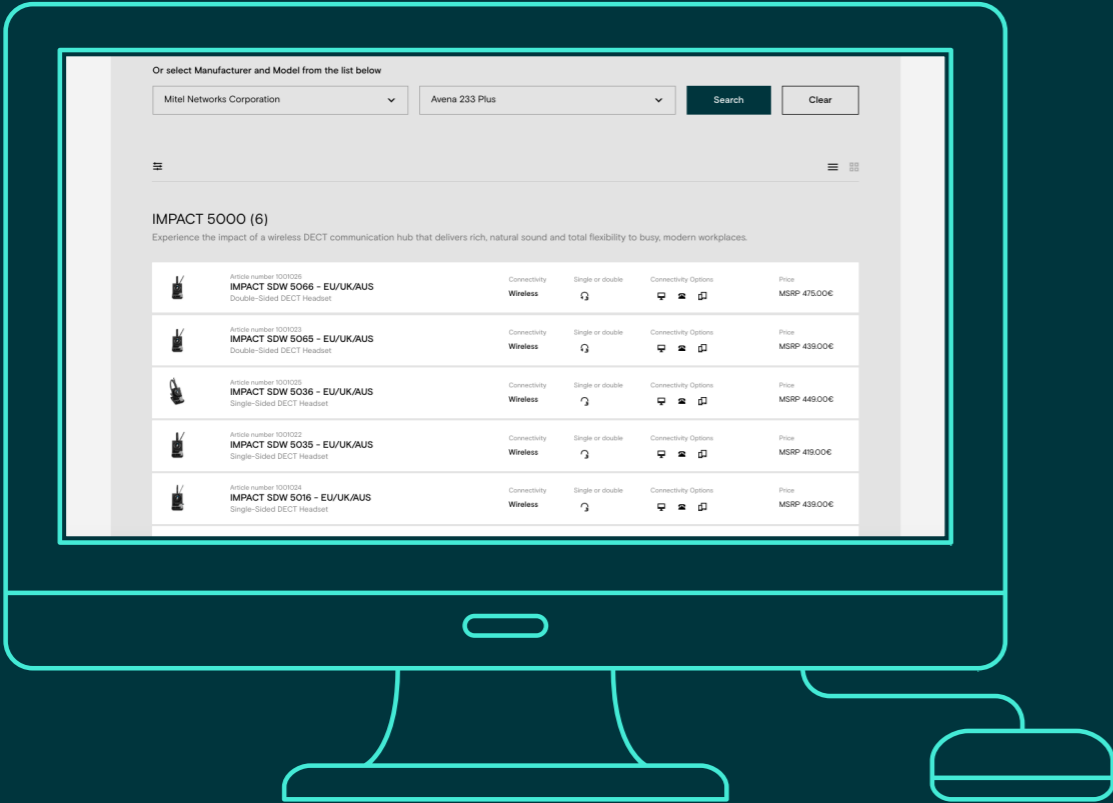 Or select Manufacturer and Model from the list below
Mitel Networks Corporation
Avena 233 Plus
Search
Clear
IMPACT 5000 (6)
Experience the impact of a wireless DECT communication hub that delivers rich, natural sound and total flexibility to busy, modern workplaces.
Article number 1001026
IMPACT SDW 5066 - EU/UK/AUS
Double-Sided DECT Headset
Connectivity
Wireless
Single or double
Connectivity Options
Price
MSRP 475.00€
Article number 1001023
IMPACT SDW 5065 - EU/UK/AUS
Double-Sided DECT Headset
Connectivity
Wireless
Single or double
Connectivity Options
Price
MSRP 439.00€
Article number 1001025
IMPACT SDW 5036 - EU/UK/AUS
Single-Sided DECT Headset
Connectivity
Wireless
Single or double
Connectivity Options
Price
MSRP 449.00€
Article number 1001022
IMPACT SDW 5035 - EU/UK/AUS
Single-Sided DECT Headset
Connectivity
Wireless
Single or double
Connectivity Options
Price
MSRP 419.00€
Article number 1001024
IMPACT SDW 5016 - EU/UK/AUS
Single-Sided DECT Headset
Connectivity
Wireless
Single or double
Connectivity Options
Price
MSRP 439.00€